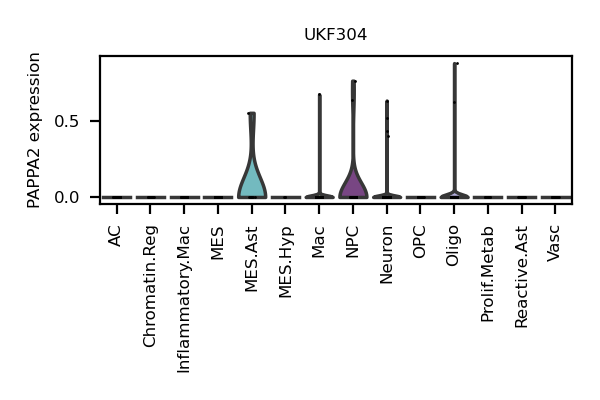 UKF304
PAPPA2 expression
0.5
0.0
AC
Chromatin.Reg
Inflammatory.Mac
MES
MES.Ast
MES.Hyp
Mac
NPC
Neuron
OPC
Oligo
Prolif.Metab
Reactive.Ast
Vasc